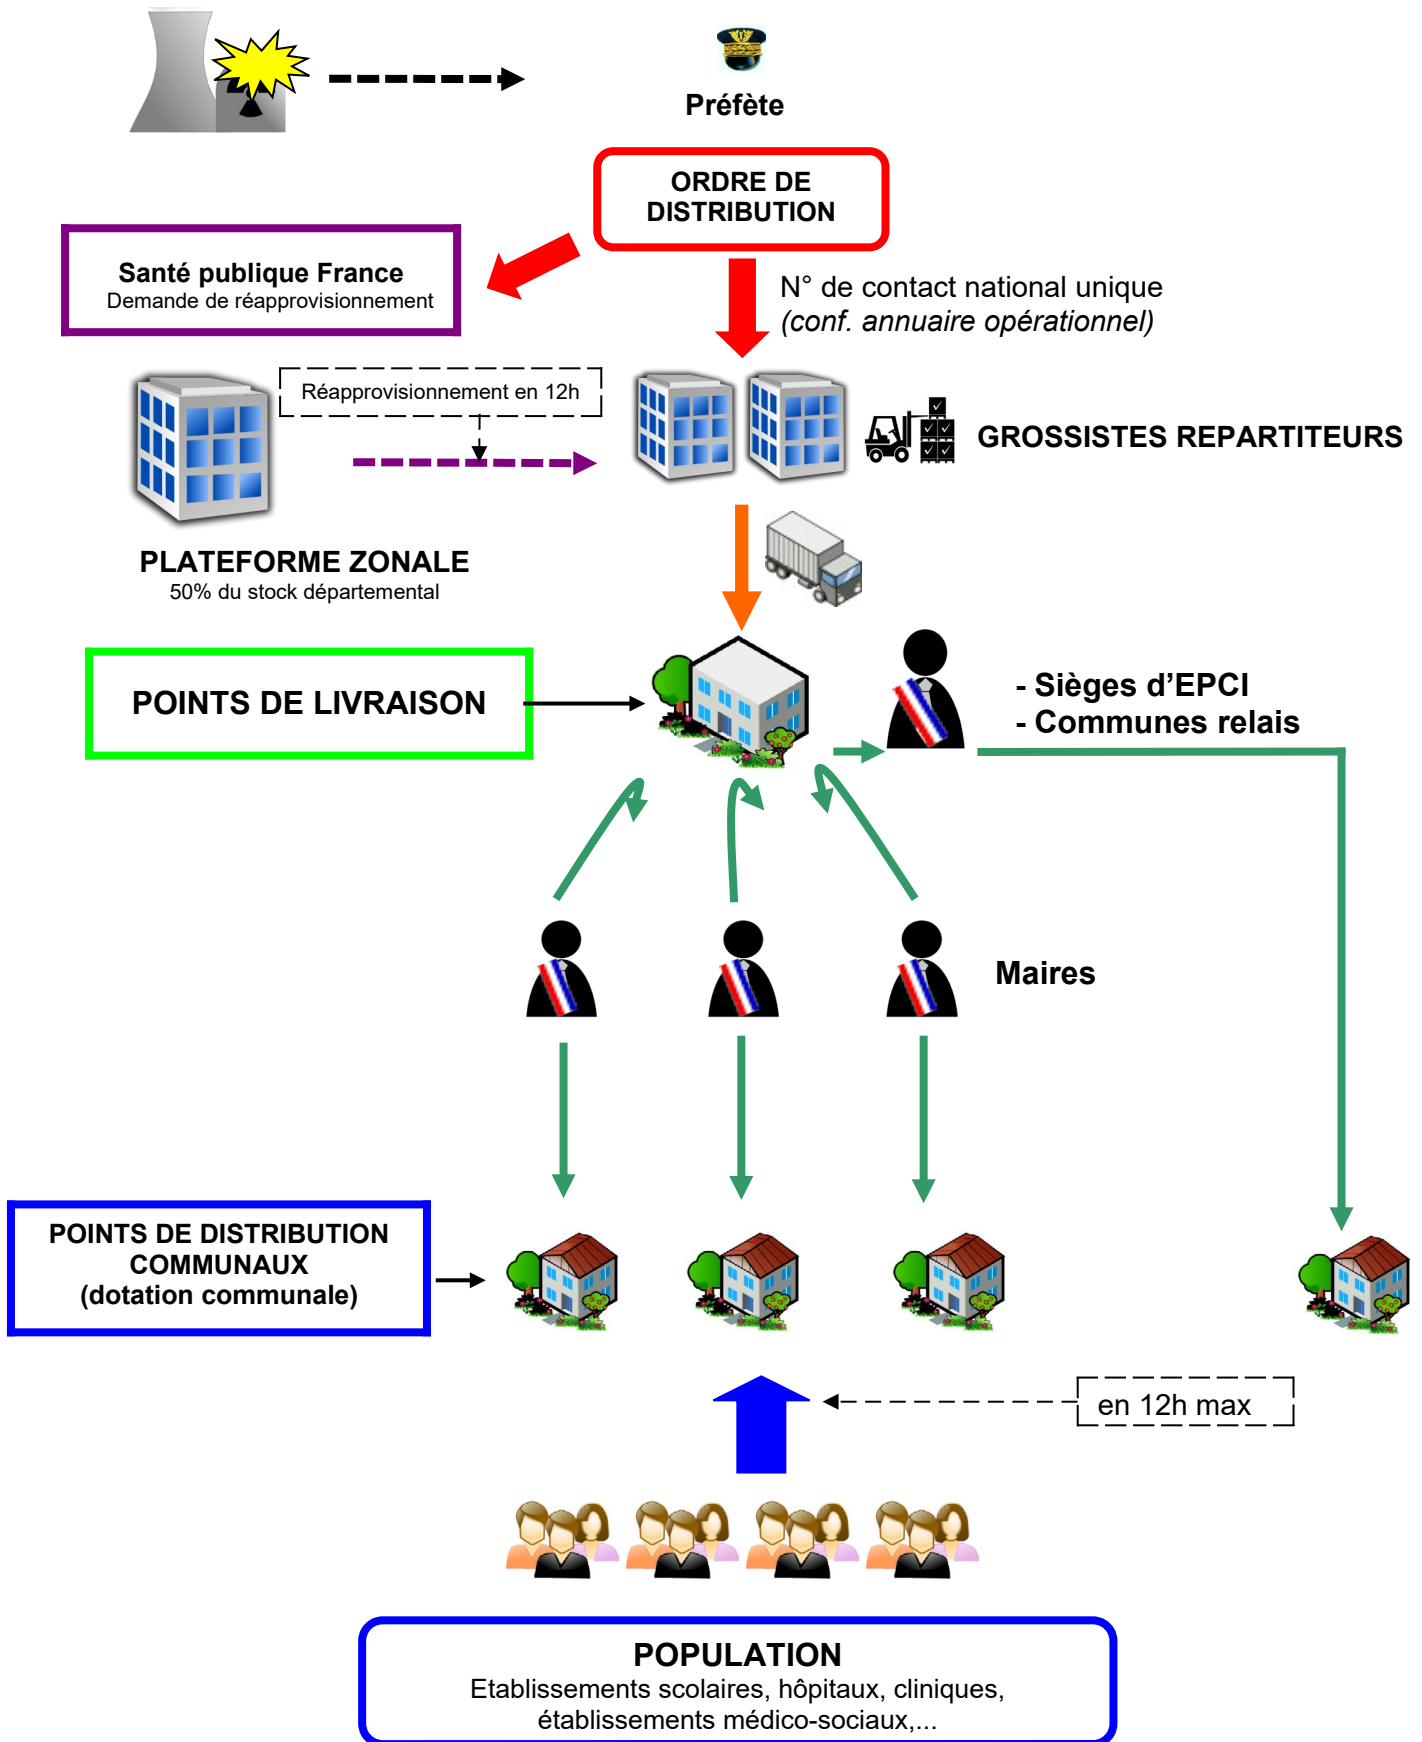 Préfète
ORDRE DE
DISTRIBUTION
Santé publique France
Demande de réapprovisionnement
N° de contact national unique
(conf. annuaire opérationnel)
Réapprovisionnement en 12h
GROSSISTES REPARTITEURS
PLATEFORME ZONALE
50% du stock départemental
POINTS DE LIVRAISON
- Sièges d’EPCI
- Communes relais
Maires
POINTS DE DISTRIBUTION
COMMUNAUX
(dotation communale)
en 12h max
POPULATION
Etablissements scolaires, hôpitaux, cliniques,
établissements médico-sociaux,...